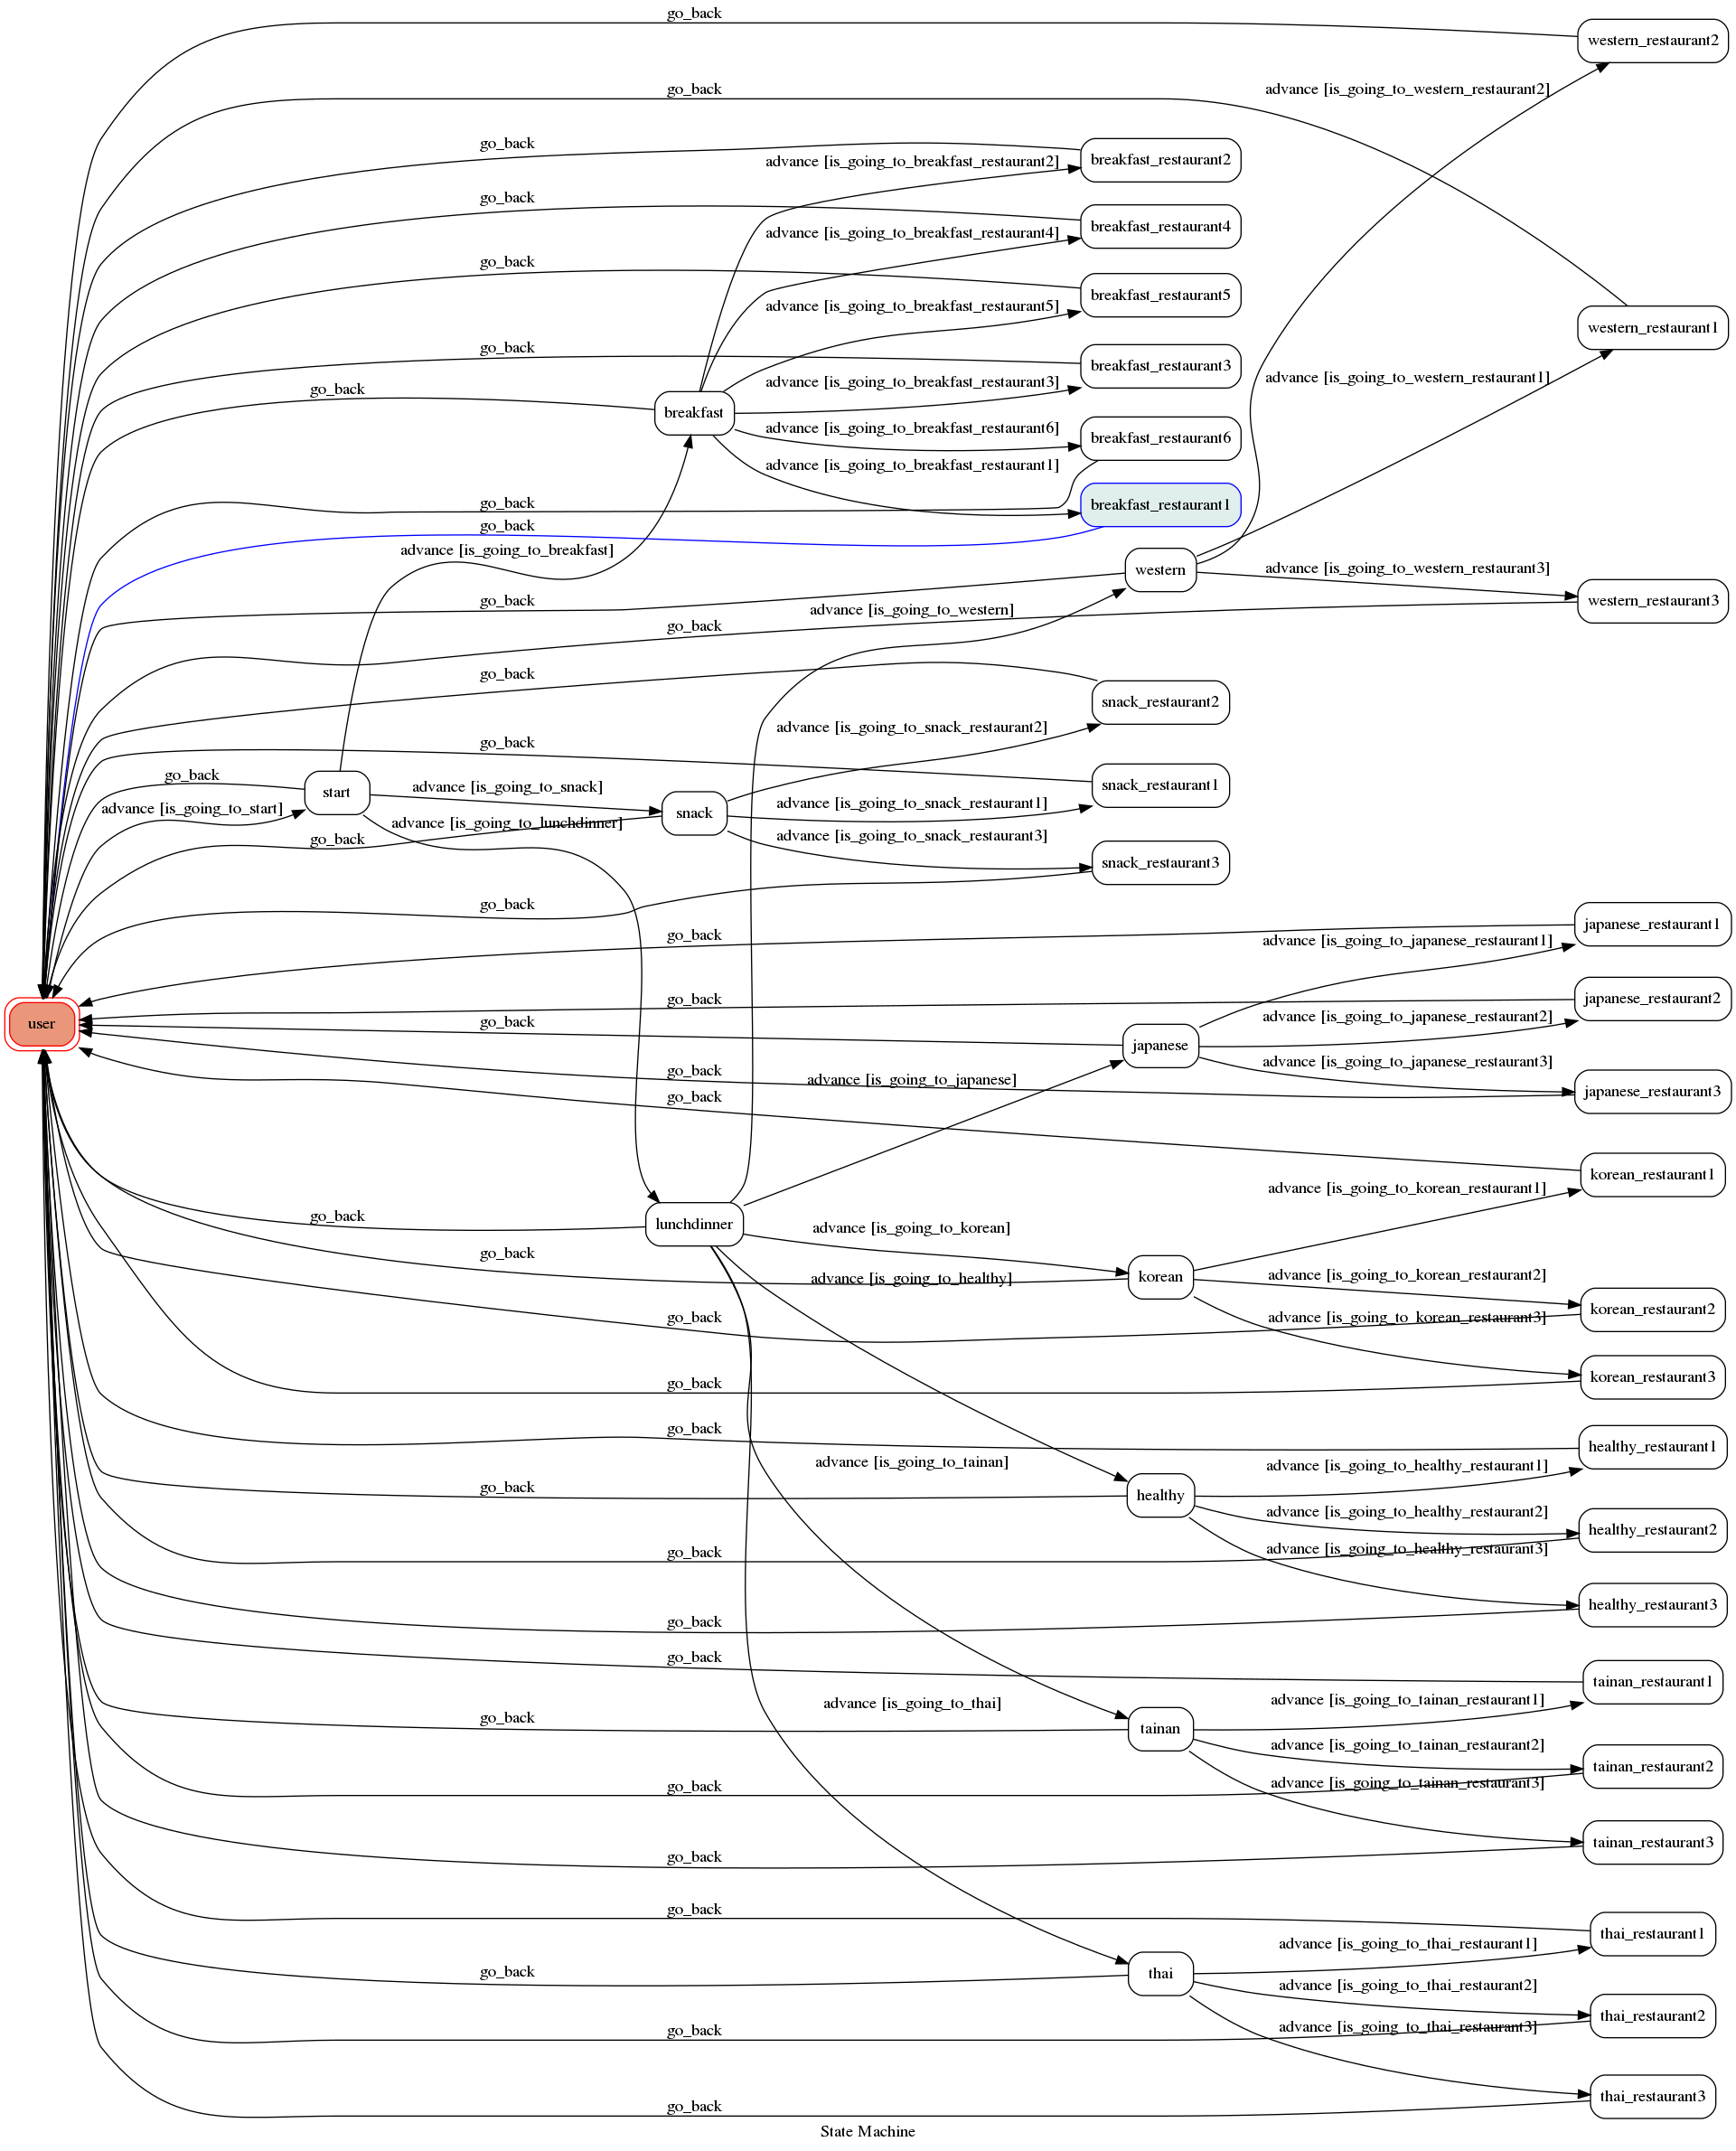 go_back
western_restaurant2
advance [is_going_to_western_restaurant2]
go_back
go_back
breakfast_restaurant2
advance [is_going_to_breakfast_restaurant2]
go_back
breakfast_restaurant4
advance [is_going_to_breakfast_restaurant4]
go_back
breakfast_restaurant5
advance [is_going_to_breakfast_restaurant5]
western_restaurant1
go_back
breakfast_restaurant3
advance [is_going_to_western_restaurant1]
advance [is_going_to_breakfast_restaurant3]
go_back
breakfast
advance [is_going_to_breakfast_restaurant6]
breakfast_restaurant6
advance [is_going_to_breakfast_restaurant1]
go_back
breakfast_restaurant1
go_back
advance [is_going_to_breakfast]
western
advance [is_going_to_western_restaurant3]
go_back
western_restaurant3
advance [is_going_to_western]
go_back
go_back
snack_restaurant2
advance [is_going_to_snack_restaurant2]
go_back
go_back
start
advance [is_going_to_snack]
snack_restaurant1
advance [is_going_to_start]
advance [is_going_to_snack_restaurant1]
snack
advance [is_going_to_lunchdinner]
go_back
advance [is_going_to_snack_restaurant3]
snack_restaurant3
go_back
japanese_restaurant1
go_back
advance [is_going_to_japanese_restaurant1]
go_back
japanese_restaurant2
advance [is_going_to_japanese_restaurant2]
user
go_back
japanese
advance [is_going_to_japanese_restaurant3]
go_back
advance [is_going_to_japanese]
japanese_restaurant3
go_back
korean_restaurant1
advance [is_going_to_korean_restaurant1]
go_back
lunchdinner
advance [is_going_to_korean]
go_back
advance [is_going_to_healthy]
korean
advance [is_going_to_korean_restaurant2]
korean_restaurant2
go_back
advance [is_going_to_korean_restaurant3]
go_back
korean_restaurant3
go_back
healthy_restaurant1
advance [is_going_to_tainan]
advance [is_going_to_healthy_restaurant1]
go_back
healthy
advance [is_going_to_healthy_restaurant2]
healthy_restaurant2
go_back
advance [is_going_to_healthy_restaurant3]
healthy_restaurant3
go_back
go_back
tainan_restaurant1
advance [is_going_to_thai]
advance [is_going_to_tainan_restaurant1]
go_back
tainan
advance [is_going_to_tainan_restaurant2]
tainan_restaurant2
go_back
advance [is_going_to_tainan_restaurant3]
tainan_restaurant3
go_back
go_back
thai_restaurant1
advance [is_going_to_thai_restaurant1]
go_back
thai
advance [is_going_to_thai_restaurant2]
thai_restaurant2
go_back
advance [is_going_to_thai_restaurant3]
thai_restaurant3
go_back
State Machine